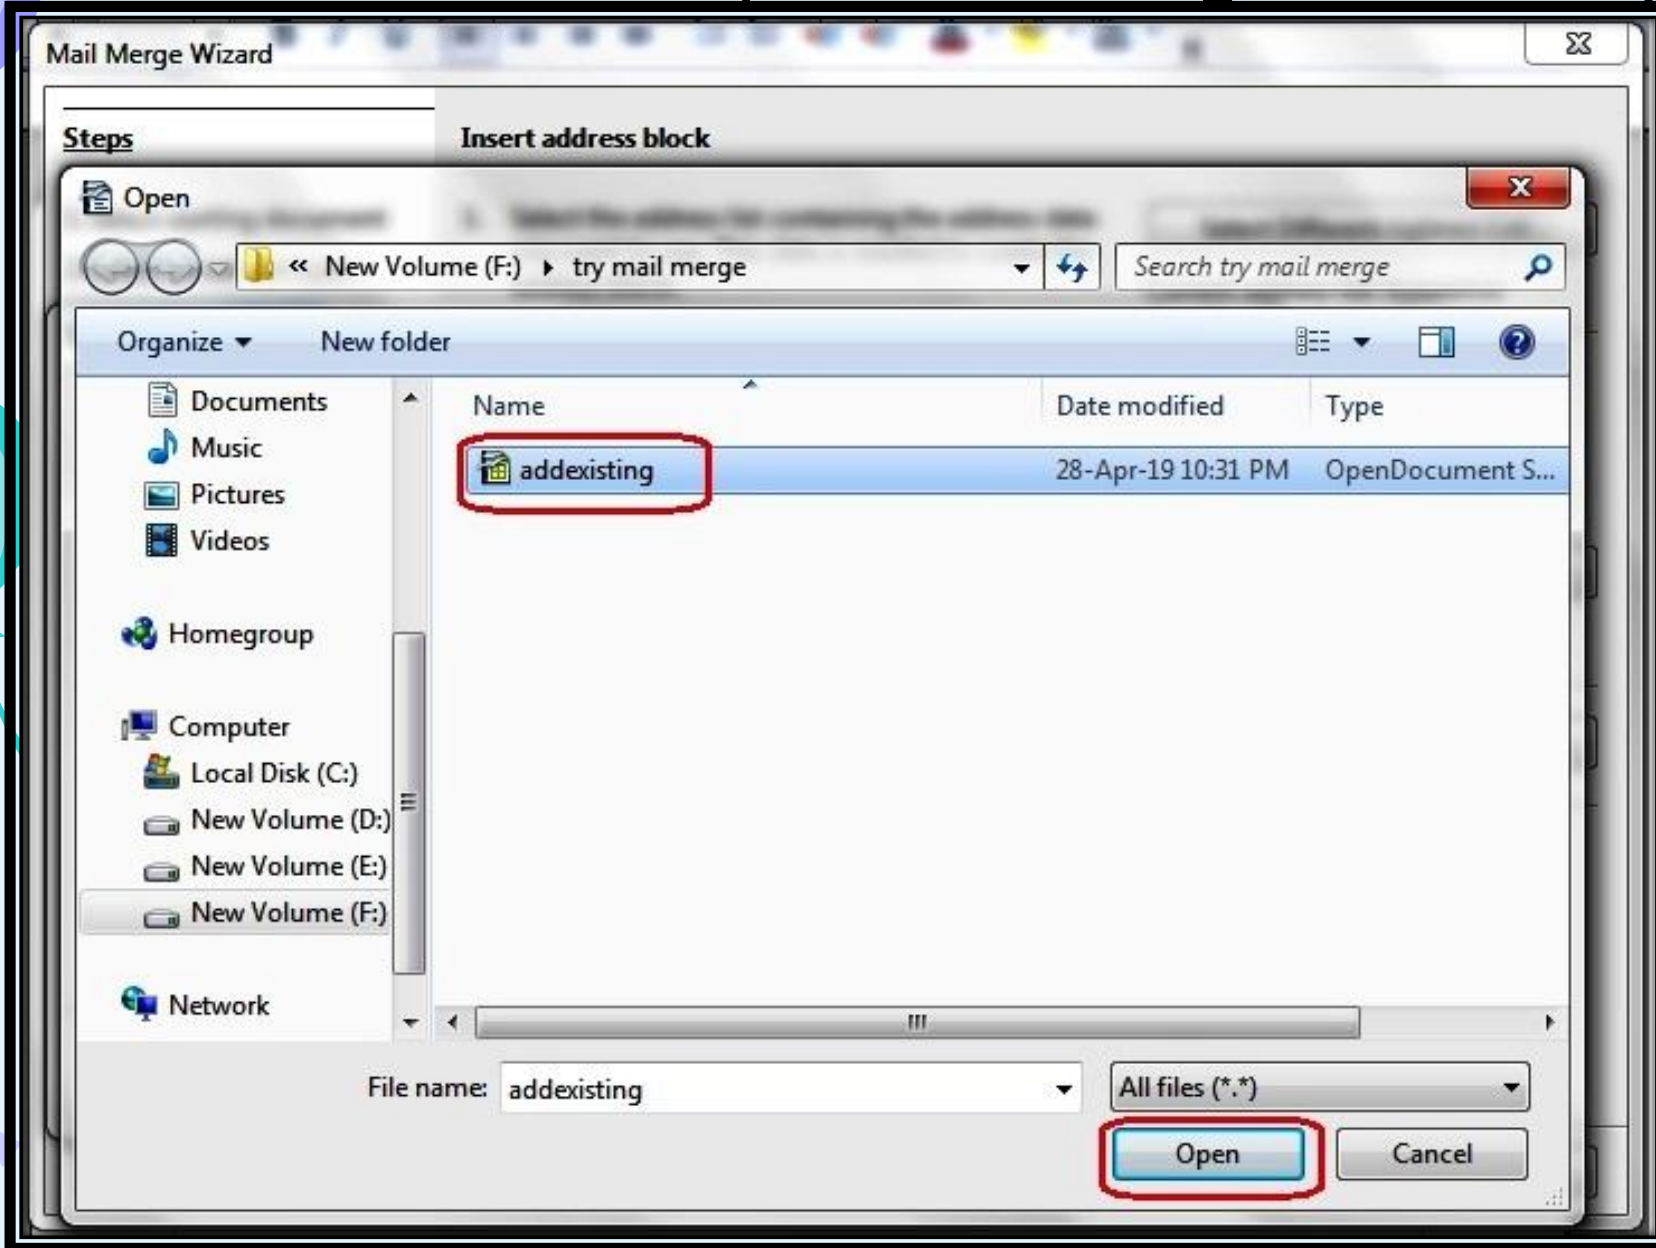 Mail Merge Wizard
Steps
Insert address block
Open
« New Volume (F:) ▸ try mail merge
Search try mail merge
Organize ▾
New folder
Name
Date modified
Type
addexisting
28-Apr-19 10:31 PM
OpenDocument S...
Documents
Music
Pictures
Videos
Homegroup
Computer
Local Disk (C:)
New Volume (D:)
New Volume (E:)
New Volume (F:)
Network
File name: addexisting
All files (*.*)
Open
Cancel